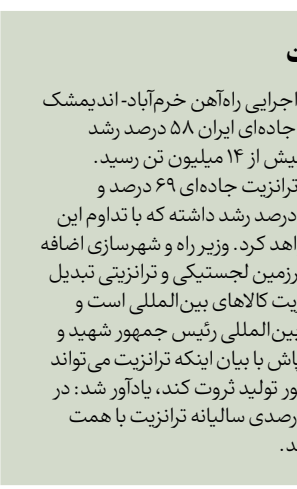 ت
اجرایی راه‌آهن خرم‌آباد- اندیمشک
جاده‌ای ایران ۵۸ درصد رشد
بیش از ۱۴ میلیون تن رسید.
ترانزیت جاده‌ای ۶۹ درصد و
درصد رشد داشته که با تداوم این
اهد کرد. وزیر راه و شهرسازی اضافه
رزمین لجستیکی و ترانزیتی تبدیل
یت کالاهای بین‌المللی است و
بین‌المللی رئیس جمهور شهید و
پاش با بیان اینکه ترانزیت می‌تواند
ور تولید ثروت کند، یادآور شد: در
رصدی سالیانه ترانزیت با همت
د.